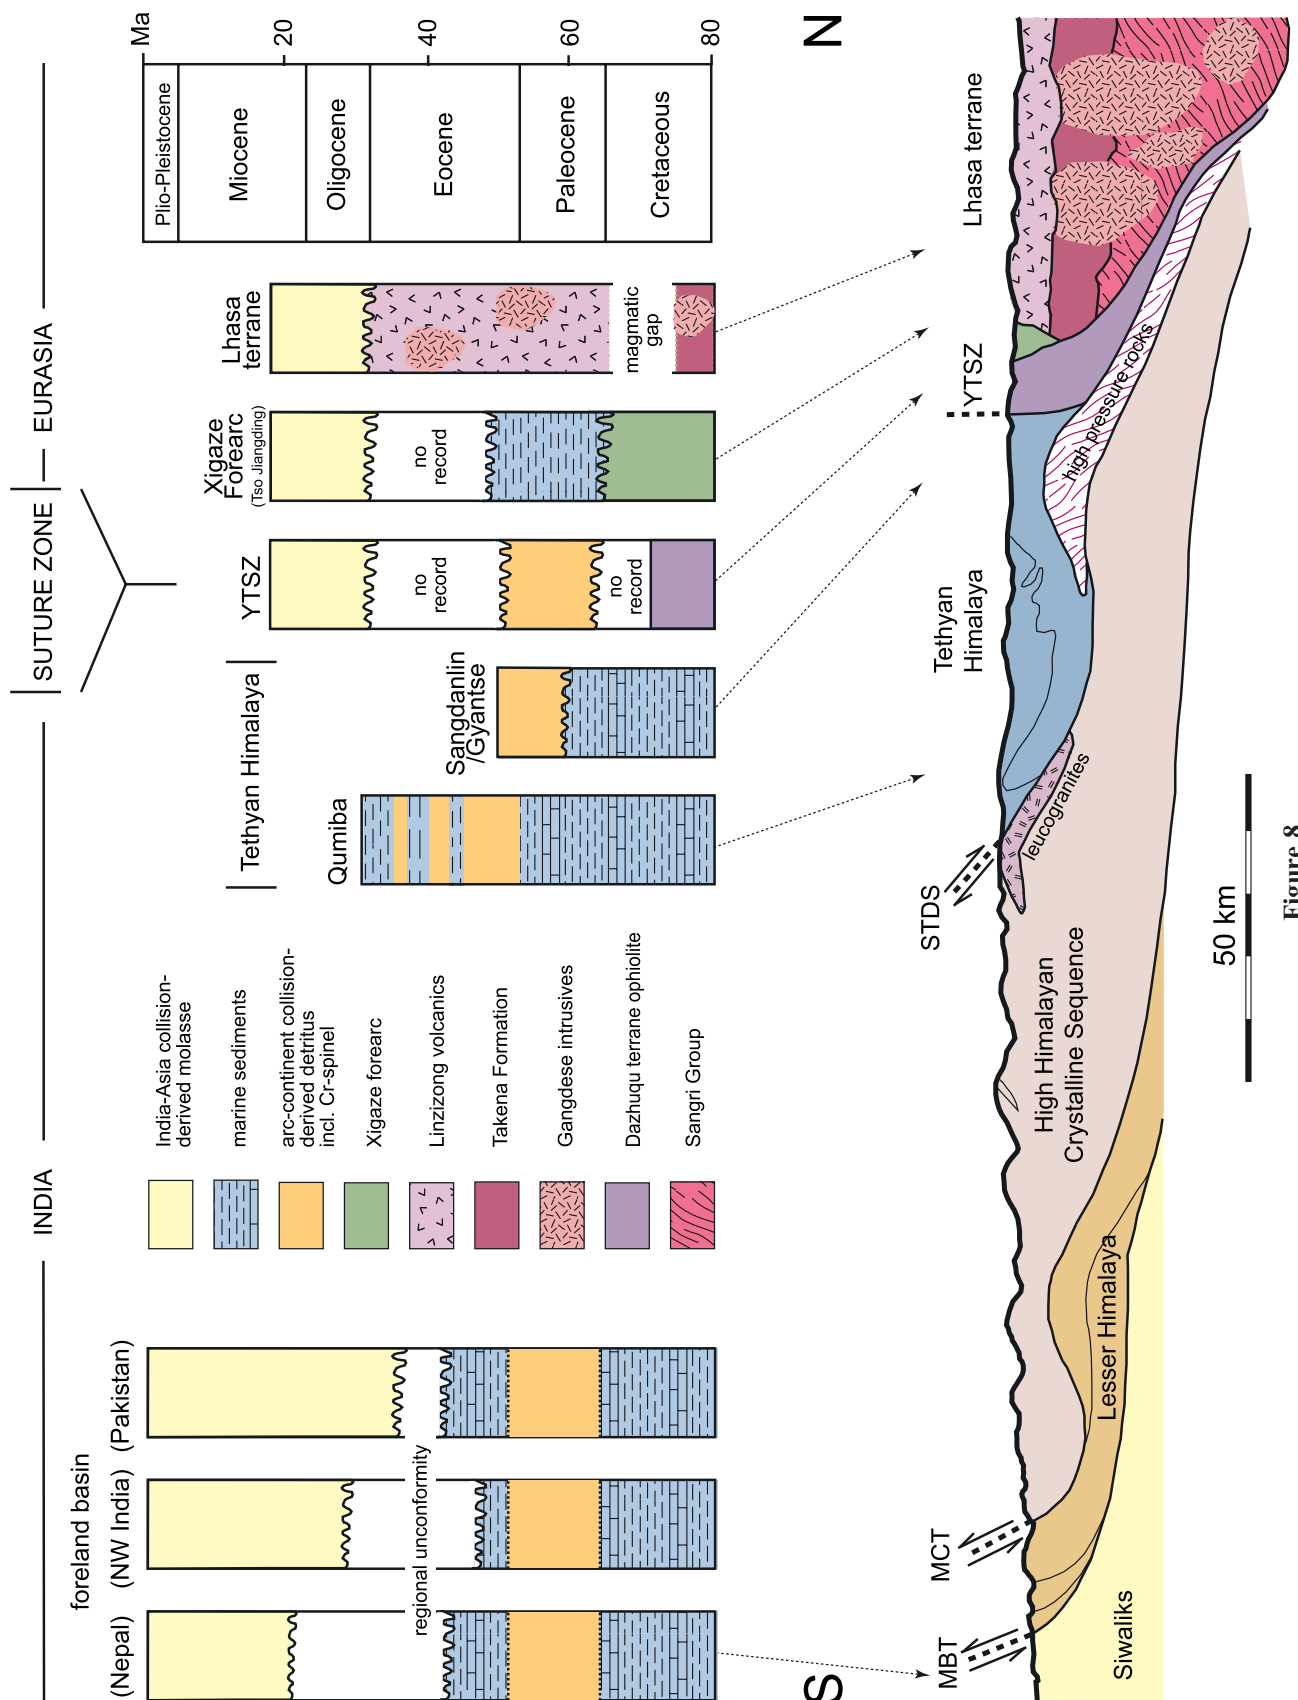 INDIA
SUTURE ZONE
EURASIA
foreland basin
(Nepal)
(NW India)
(Pakistan)
regional unconformity
India-Asia collision-
derived molasse
marine sediments
arc-continent collision-
derived detritus
incl. Cr-spinel
Xigaze forearc
Linzizong volcanics
Takena Formation
Gangdese intrusives
Dazhuqu terrane ophiolite
Sangri Group
Tethyan Himalaya
Qumiba
Sangdanlin
/Gyantse
YTSZ
no
record
no
record
Xigaze
Forearc
(Tso Jiangding)
no
record
Lhasa
terrane
magmatic
gap
Ma
20
40
60
80
Plio-Pleistocene
Miocene
Oligocene
Eocene
Paleocene
Cretaceous
S
N
MBT
MCT
STDS
Tethyan
Himalaya
YTSZ
Lhasa terrane
Siwaliks
Lesser Himalaya
High Himalayan
Crystalline Sequence
leucogranites
high pressure rocks
50 km
Figure 8